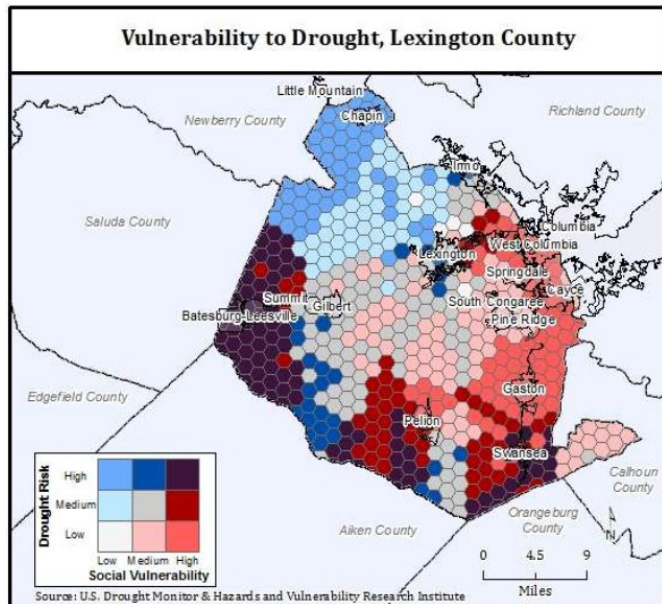 Vulnerability to Drought, Lexington County
Little Mountain
Newberry County
Chapin
Richland County
Irmo
Saluda County
Columbia
Lexington
West Columbia
Springdale
Summit
Gilbert
Cayce
South Congaree
Batesburg-Leesville
Pine Ridge
Edgefield County
Gaston
Pelion
Swansea
Calhoun
County
Orangeburg
County
Aiken County
N
Drought Risk
High
Medium
Low
Low Medium High
Social Vulnerability
0 4.5 9
Miles
Source: U.S. Drought Monitor & Hazards and Vulnerability Research Institute